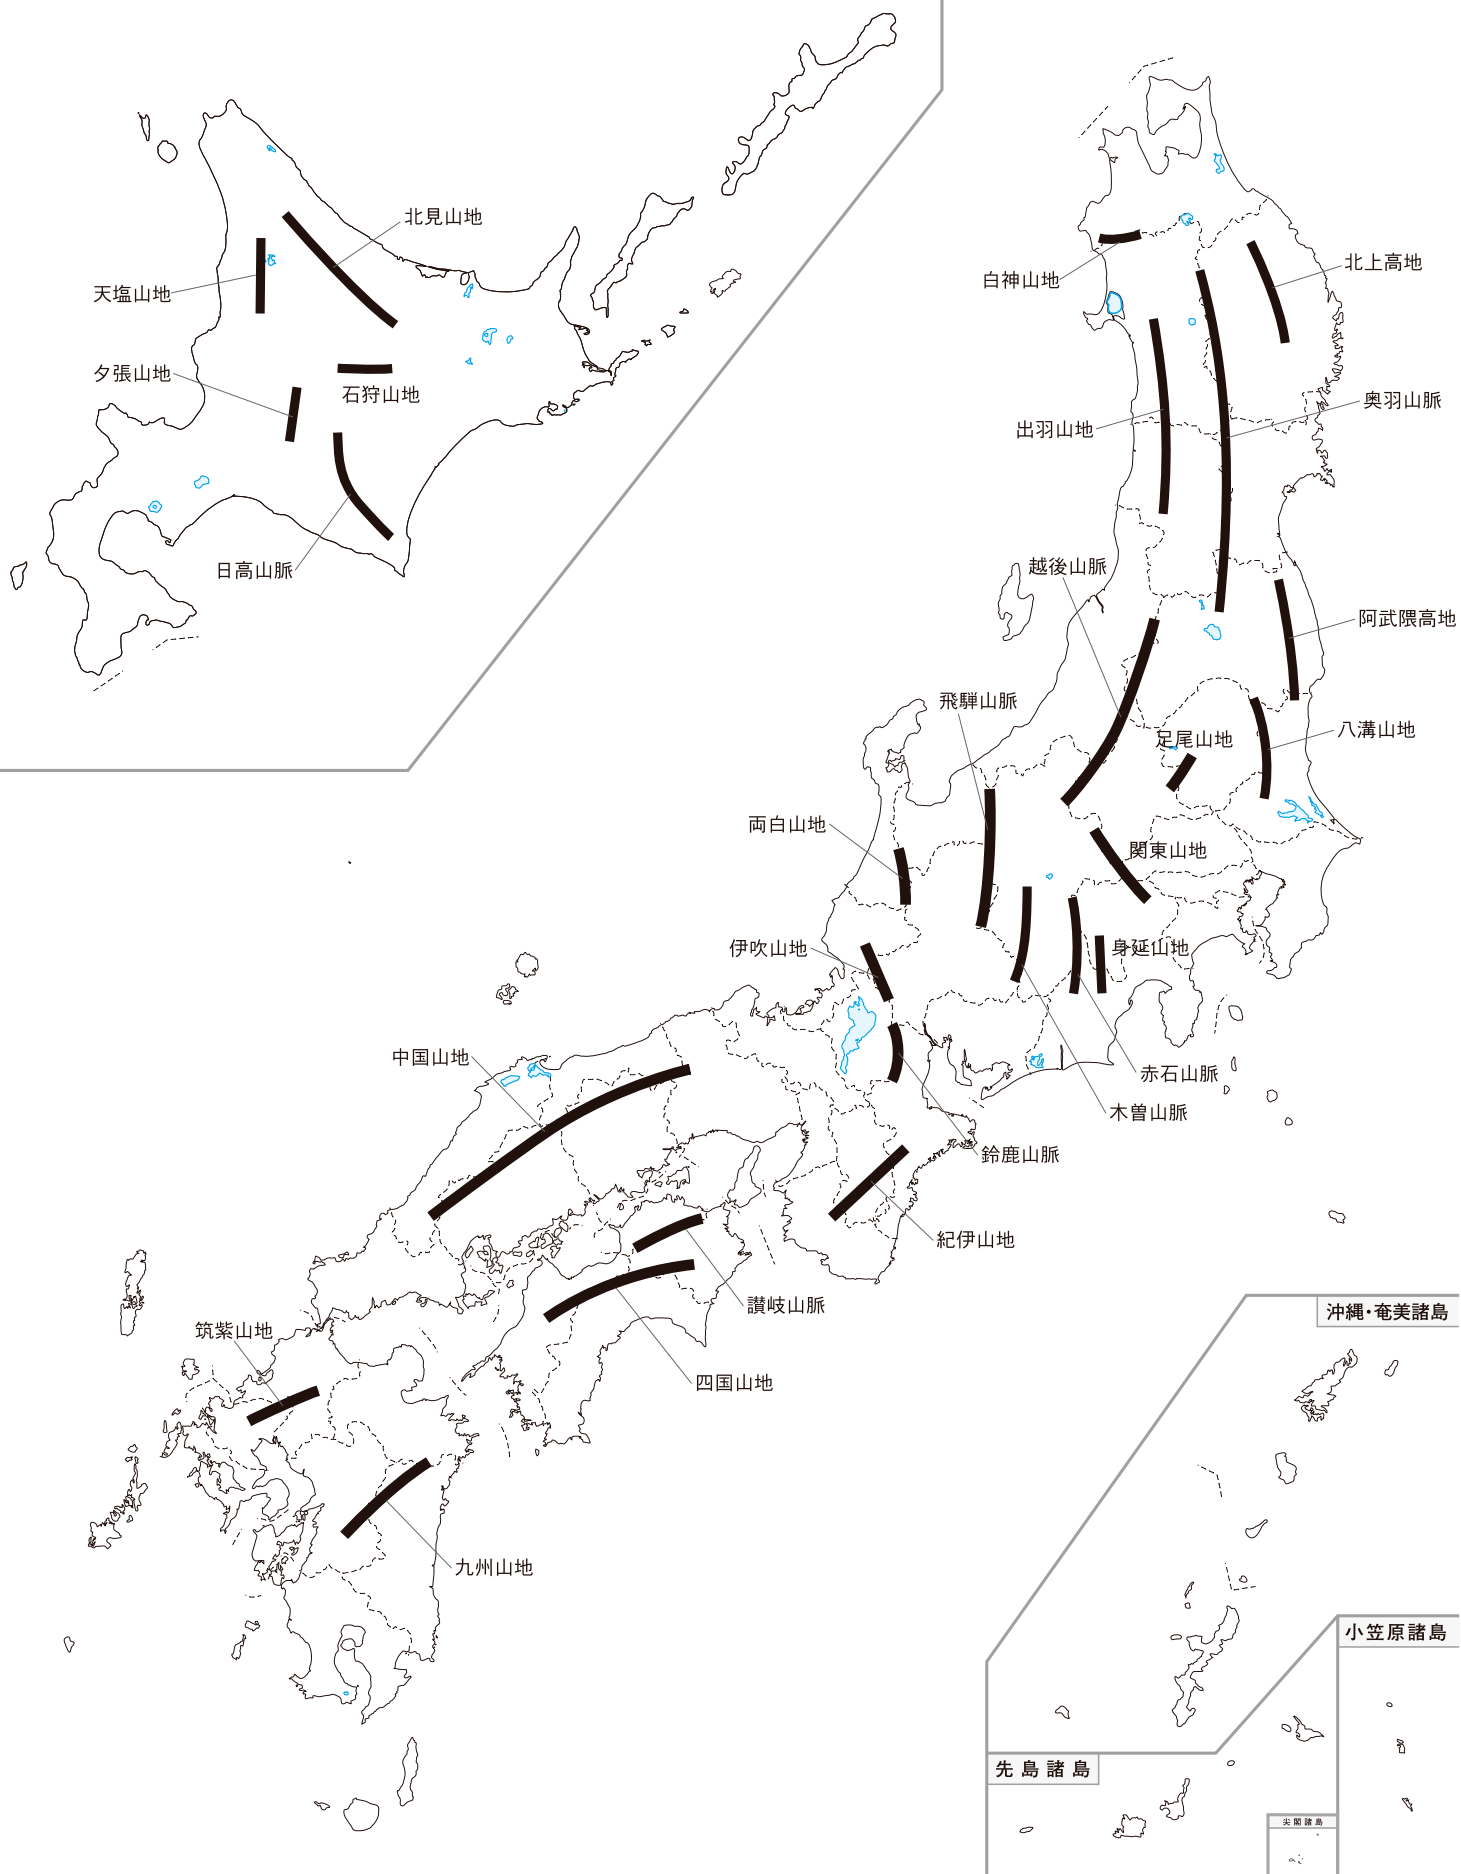 北見山地
天塩山地
夕張山地
石狩山地
日高山脈
白神山地
北上高地
出羽山地
奥羽山脈
越後山脈
阿武隈高地
飛騨山脈
足尾山地
八溝山地
両白山地
関東山地
伊吹山地
身延山地
中国山地
赤石山脈
木曽山脈
鈴鹿山脈
紀伊山地
讃岐山脈
筑紫山地
四国山地
九州山地
沖縄・奄美諸島
小笠原諸島
先島諸島
尖閣諸島